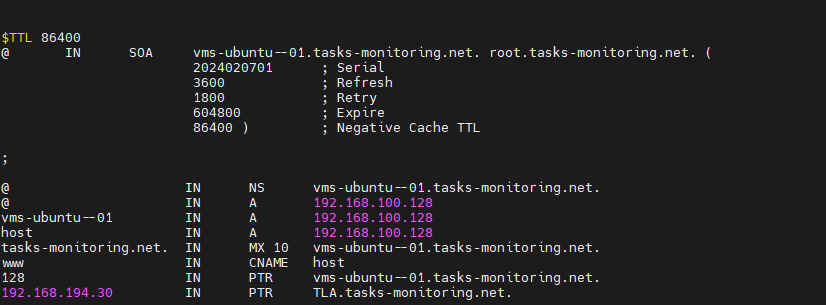 $TTL 86400
@       IN      SOA     vms-ubuntu--01.tasks-monitoring.net. root.tasks-monitoring.net. (
                        2024020701      ; Serial
                        3600            ; Refresh
                        1800            ; Retry
                        604800          ; Expire
                        86400 )         ; Negative Cache TTL
;
@                      IN      NS      vms-ubuntu--01.tasks-monitoring.net.
@                      IN      A       192.168.100.128
vms-ubuntu--01         IN      A       192.168.100.128
host                   IN      A       192.168.100.128
tasks-monitoring.net.  IN      MX 10   vms-ubuntu--01.tasks-monitoring.net.
www                    IN      CNAME   host
128                    IN      PTR     vms-ubuntu--01.tasks-monitoring.net.
192.168.194.30         IN      PTR     TLA.tasks-monitoring.net.